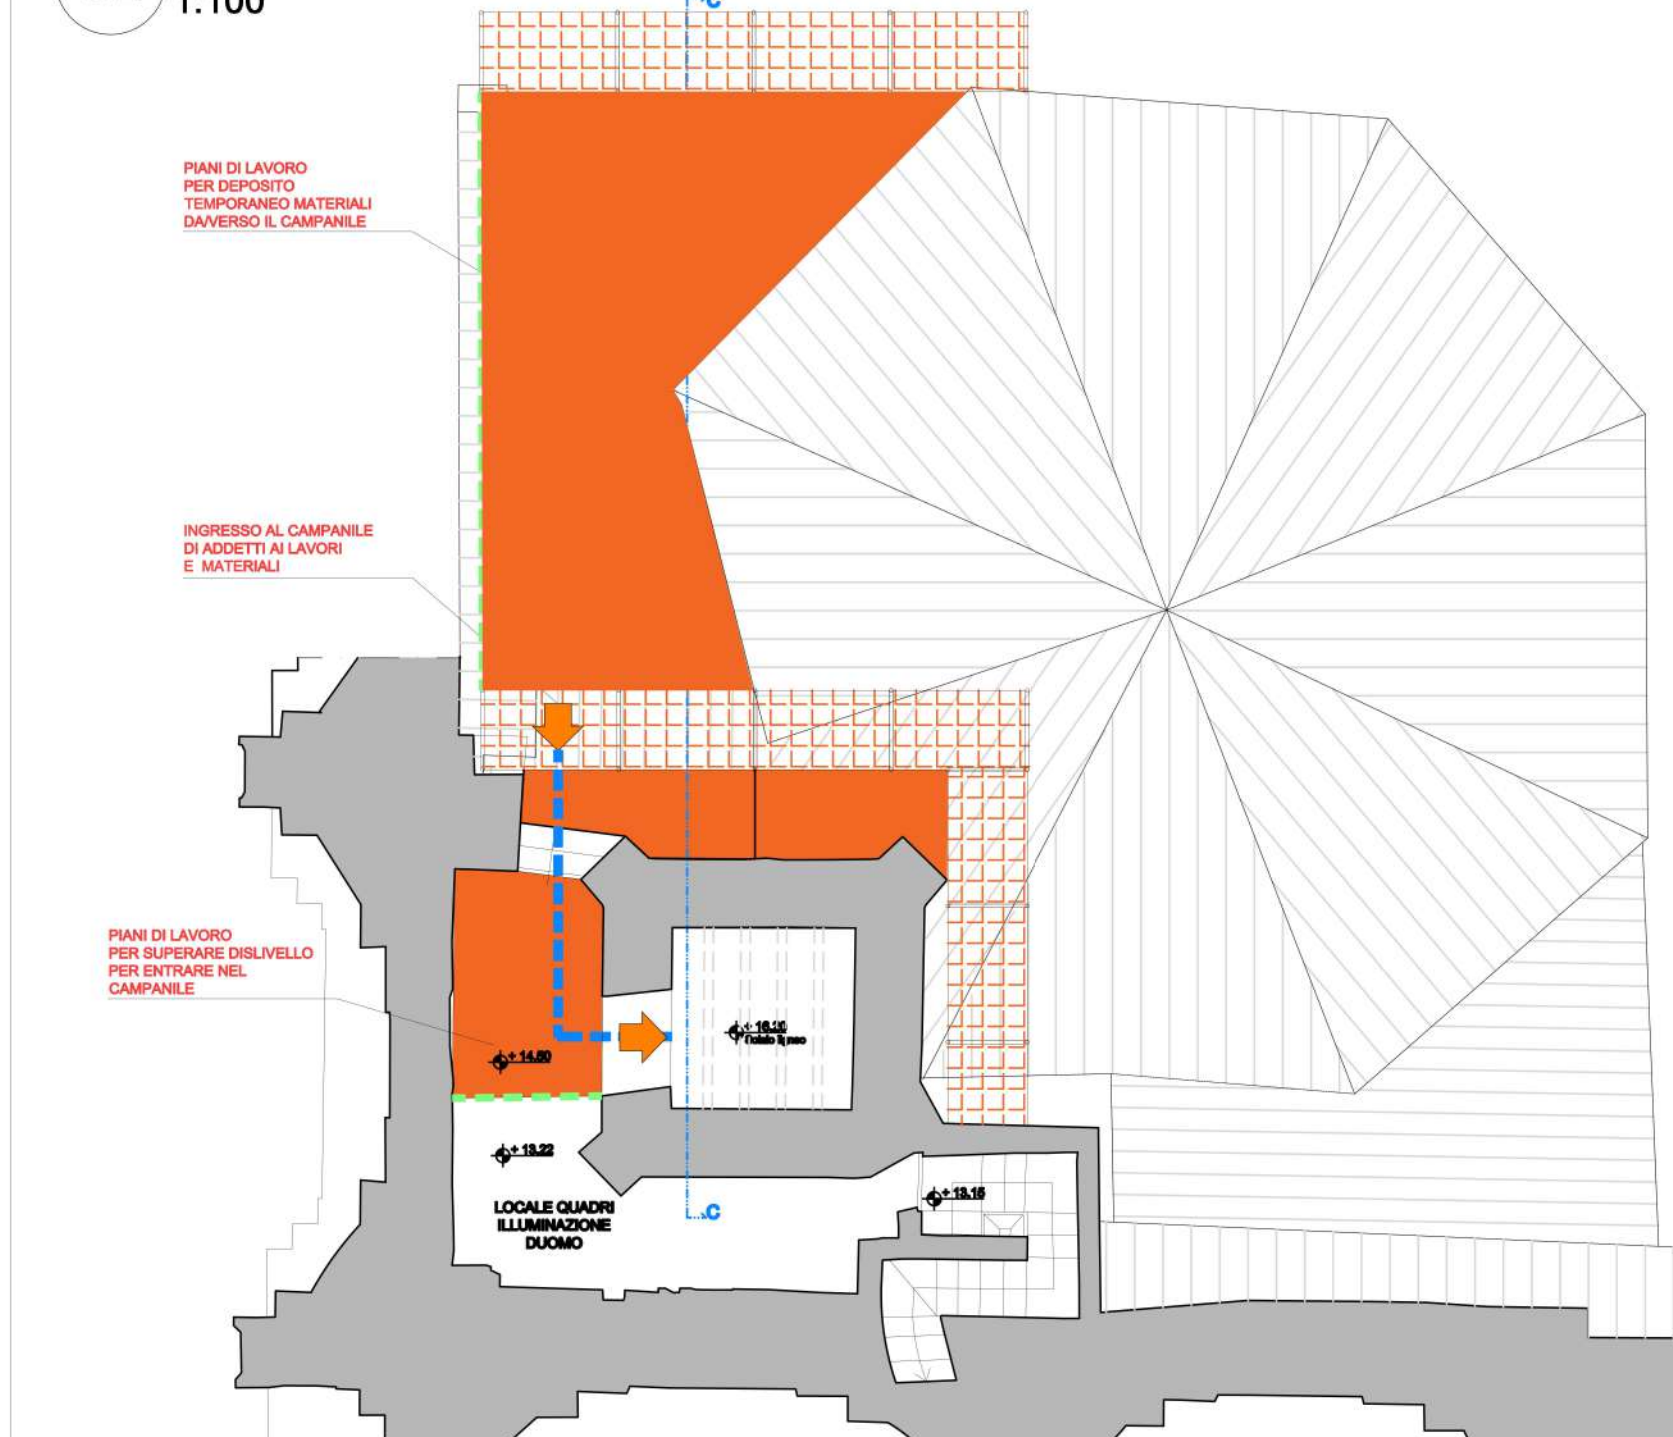 1:100
C
PIANI DI LAVORO
PER DEPOSITO
TEMPORANEO MATERIALI
DA/VERSO IL CAMPANILE
INGRESSO AL CAMPANILE
DI ADDETTI AI LAVORI
E MATERIALI
PIANI DI LAVORO
PER SUPERARE DISLIVELLO
PER ENTRARE NEL
CAMPANILE
+ 14.50
+ 13.22
+ 13.15
LOCALE QUADRI
ILLUMINAZIONE
DUOMO
C